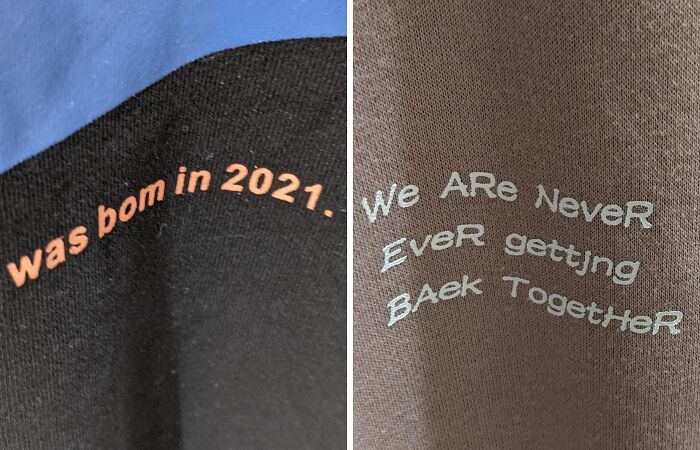 was bom in 2021.
We ARe NeveR
EveR gettjng
BAek TogetHeR